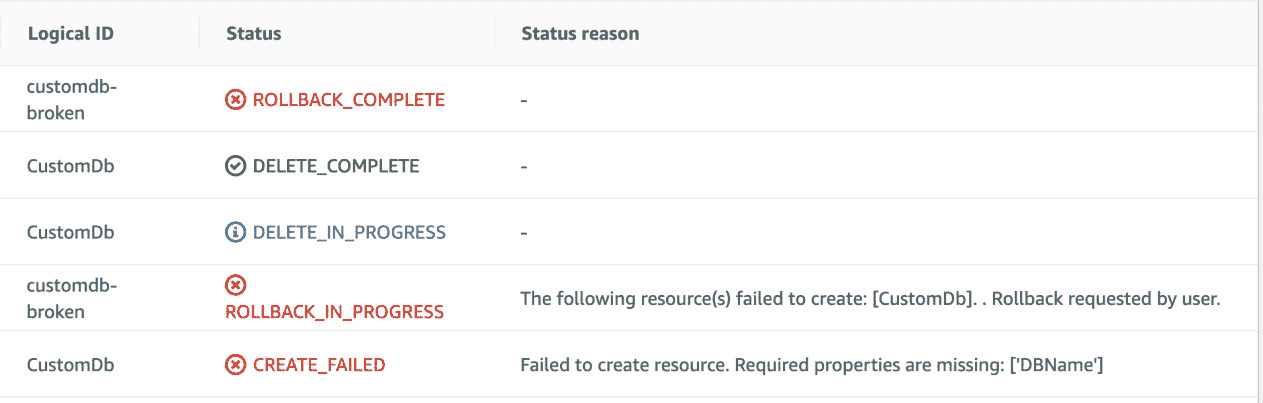 Logical ID Status Status reason
customdb-
broken
ROLLBACK_COMPLETE -
CustomDb DELETE_COMPLETE -
CustomDb DELETE_IN_PROGRESS -
customdb-
broken
ROLLBACK_IN_PROGRESS
The following resource(s) failed to create: [CustomDb]. . Rollback requested by user.
CustomDb CREATE_FAILED Failed to create resource. Required properties are missing: ['DBName']